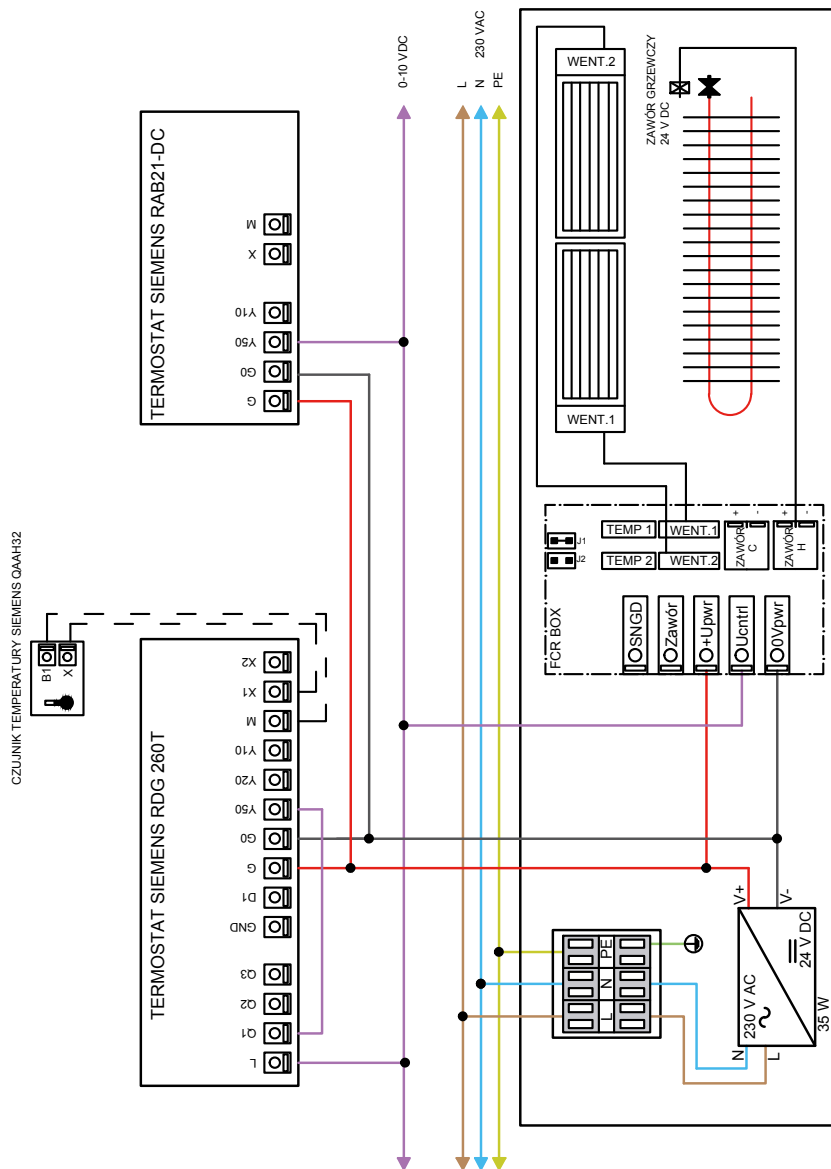 CZUJNIK TEMPERATURY SIEMENS QAAH32
B1
X
TERMOSTAT SIEMENS RDG 260T
L
Q1
Q2
Q3
GND
D1
G
G0
Y50
Y20
Y10
M
X1
X2
TERMOSTAT SIEMENS RAB21-DC
G
G0
Y50
Y10
X
M
0-10 VDC
L
N
PE
230 VAC
WENT.2
WENT.1
ZAWÓR GRZEWCZY
24 V DC
FCR BOX
J1
J2
TEMP 1
TEMP 2
WENT.1
WENT.2
ZAWÓR
C
+
-
ZAWÓR
H
+
-
SNGD
Zawór
+Upwr
Ucntrl
0Vpwr
L
N
PE
V+
V-
230 V AC
24 V DC
N
L
35 W